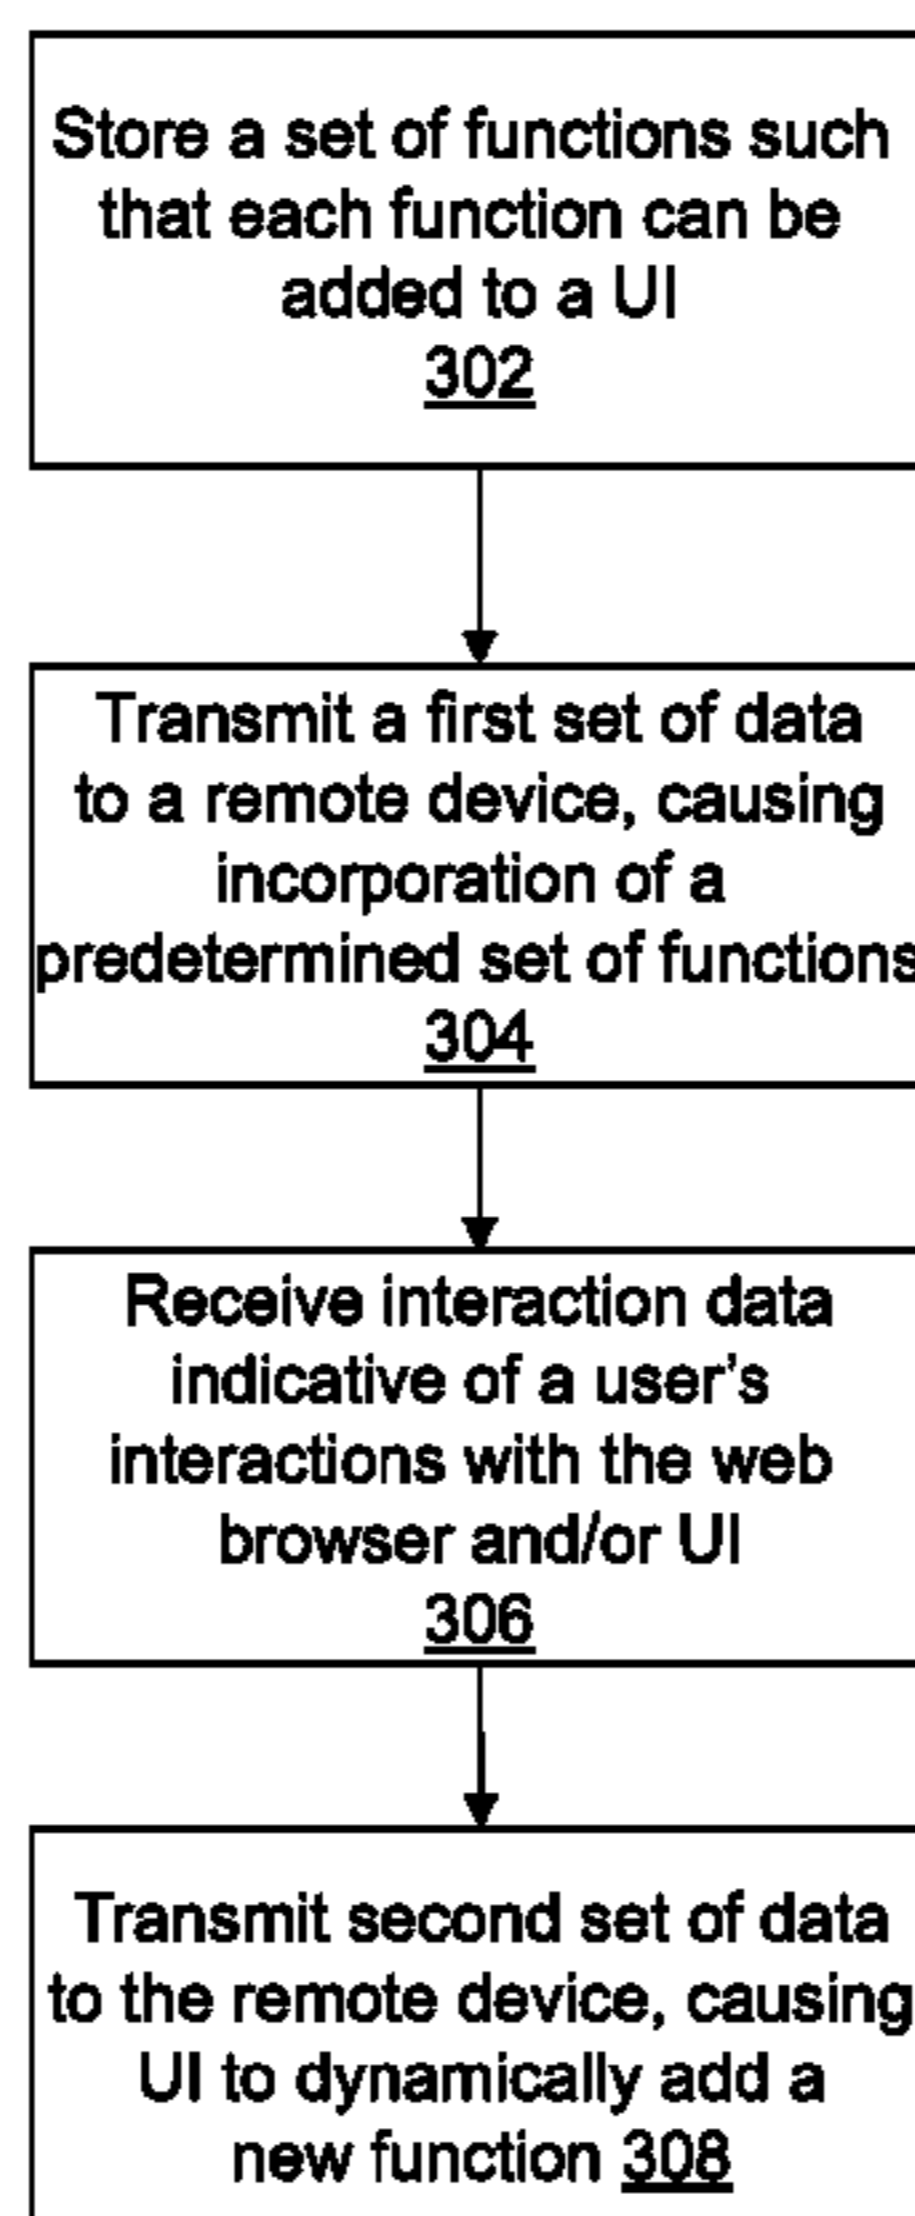 Store a set of functions such
that each function can be
added to a UI
302
Transmit a first set of data
to a remote device, causing
incorporation of a
predetermined set of functions
304
Receive interaction data
indicative of a user’s
interactions with the web
browser and/or UI
306
Transmit second set of data
to the remote device, causing
UI to dynamically add a
new function 308